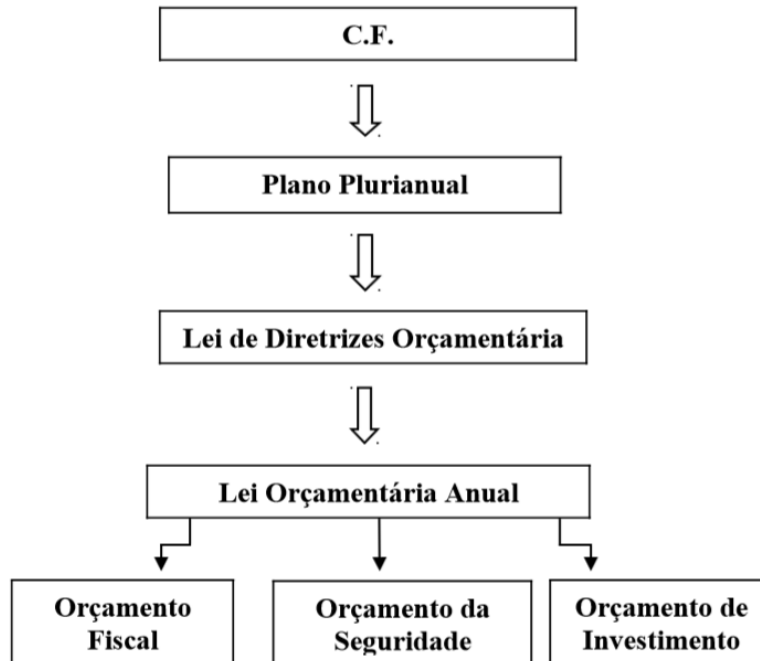 C.F.
Plano Plurianual
Lei de Diretrizes Orçamentária
Lei Orçamentária Anual
Orçamento
Fiscal
Orçamento da
Seguridade
Orçamento de
Investimento